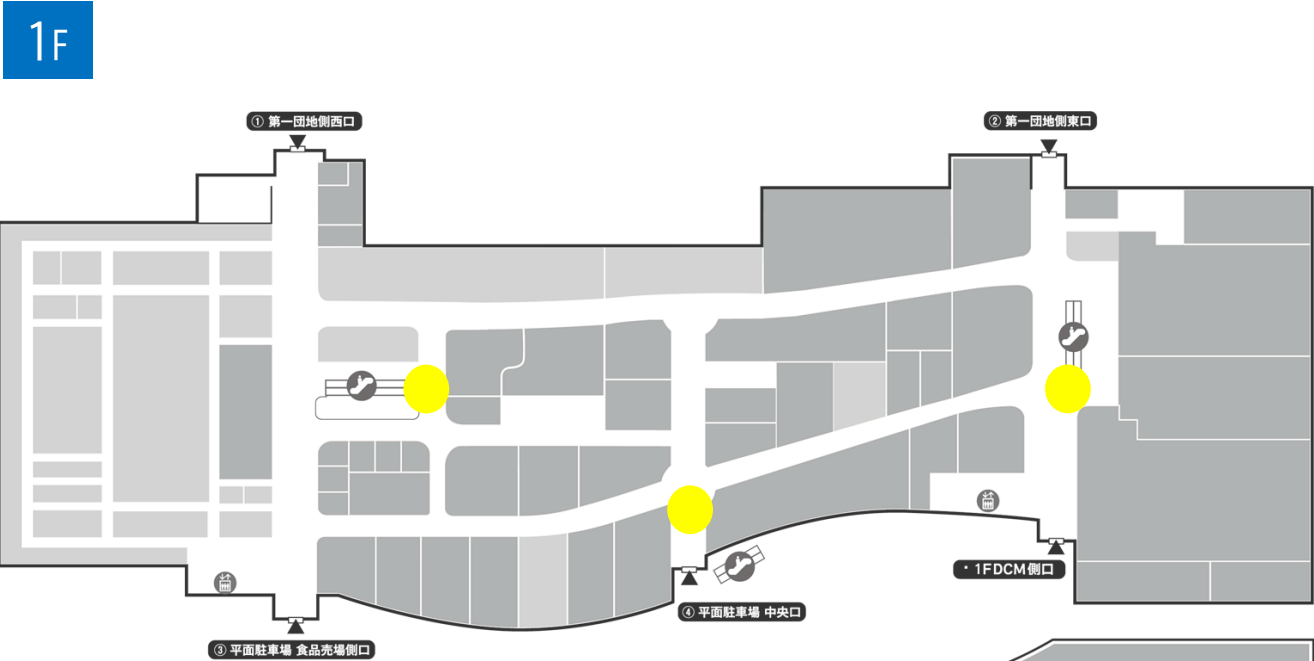 1F
① 第一団地側西口
② 第一団地側東口
・1FDCM側口
④ 平面駐車場 中央口
③ 平面駐車場 食品売場側口